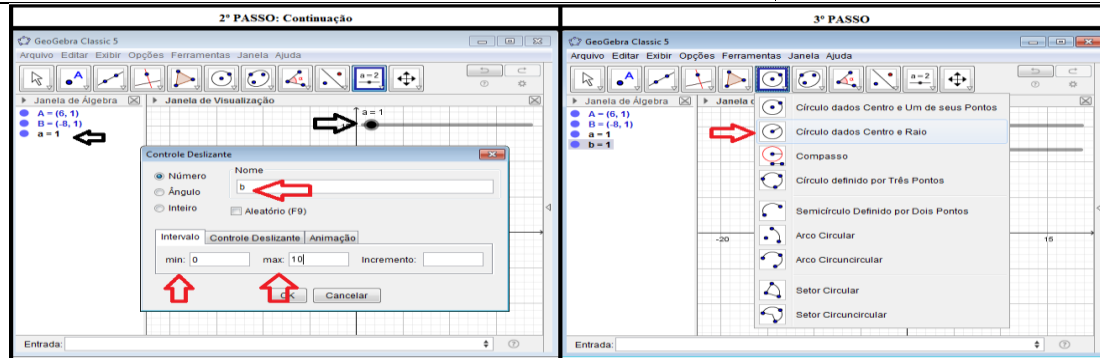 2º PASSO: Continuação
GeoGebra Classic 5
Arquivo Editar Exibir Opções Ferramentas Janela Ajuda
A
a=2
Janela de Álgebra
Janela de Visualização
A = (6, 1)
B = (-8, 1)
a = 1
a = 1
Controle Deslizante
Número
Ângulo
Inteiro
Nome
b
Aleatório (F9)
Intervalo Controle Deslizante Animação
min: 0 max: 10 Incremento:
OK Cancelar
Entrada:
3º PASSO
GeoGebra Classic 5
Arquivo Editar Exibir Opções Ferramentas Janela Ajuda
A
a=2
Janela de Álgebra
Janela
A = (6, 1)
B = (-8, 1)
a = 1
b = 1
Círculo dados Centro e Um de seus Pontos
Círculo dados Centro e Raio
Compasso
Círculo definido por Três Pontos
Semicírculo Definido por Dois Pontos
Arco Circular
Arco Circuncircular
Setor Circular
Setor Circuncircular
-20
Entrada: